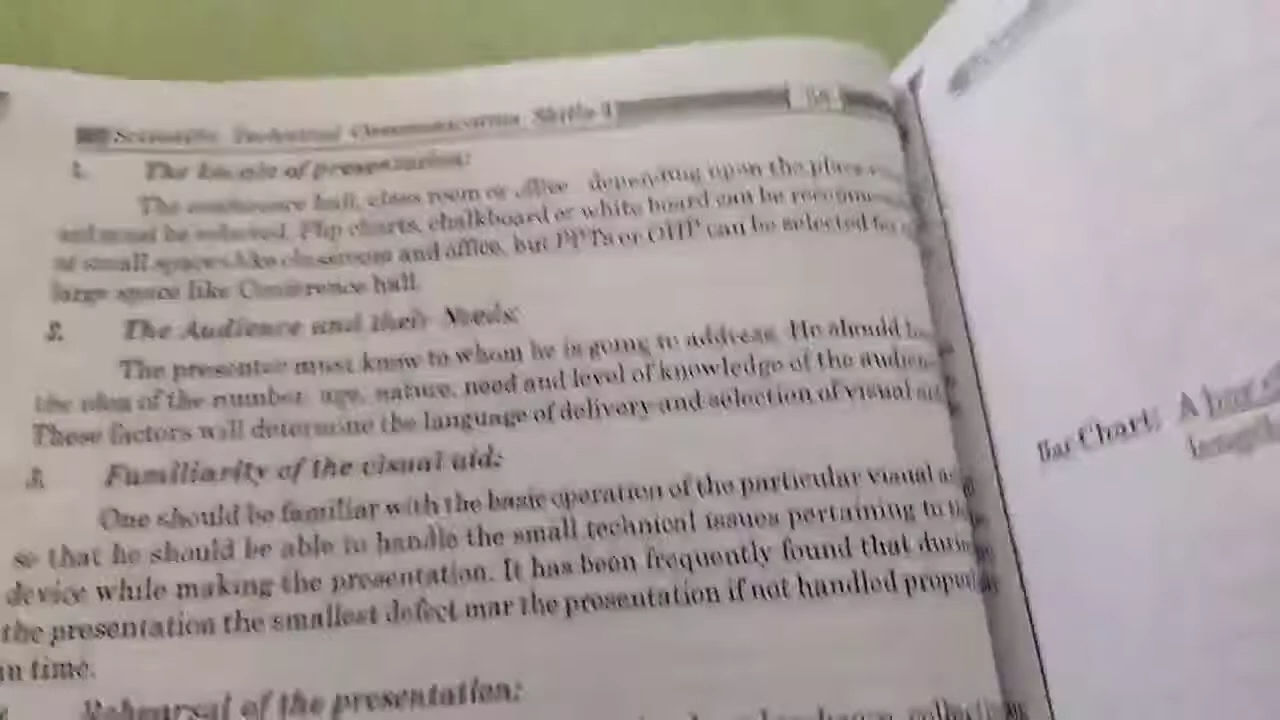 Scientific Technical Communication Skills-I
1. The Locale of presentation:
The conference hall, class room or office depending upon the place
must be selected. Flip charts, chalkboard or white board can be
at small spaces like classroom and office, but PPTs or OHP can be selected for
large space like Conference hall.
2. The Audience and their Needs:
The presenter must know to whom he is going to address. He should
the idea of the number, age, nature, need and level of knowledge of the
These factors will determine the language of delivery and selection of visual
3. Familiarity of the visual aid:
One should be familiar with the basic operation of the particular visual
so that he should be able to handle the small technical issues pertaining to
device while making the presentation. It has been frequently found that
the presentation the smallest defect mar the presentation if not handled
in time.
Rehearsal of the presentation:
Bar Chart: A